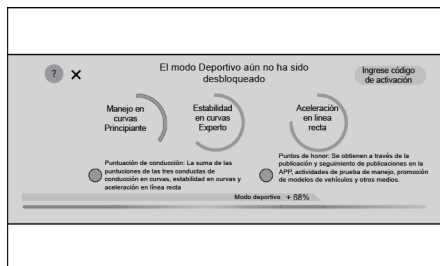 El modo Deportivo aún no ha sido
desbloqueado
Ingrese código
de activación
?
Manejo en
curvas
Principiante
Estabilidad
en curvas
Experto
Aceleración
en linea
recta
Puntuación de conducción: La suma de las
puntuciones de las tres conductas de
conducción en curvas, estabilidad en curvas y
aceleración en línea recta
Puntos de honor: Se obtienen a través de la
publicación y seguimiento de publicaciones en la
APP, actividades de prueba de manejo, promoción
de modelos de vehículos y otros medios.
Modo deportivo + 68%